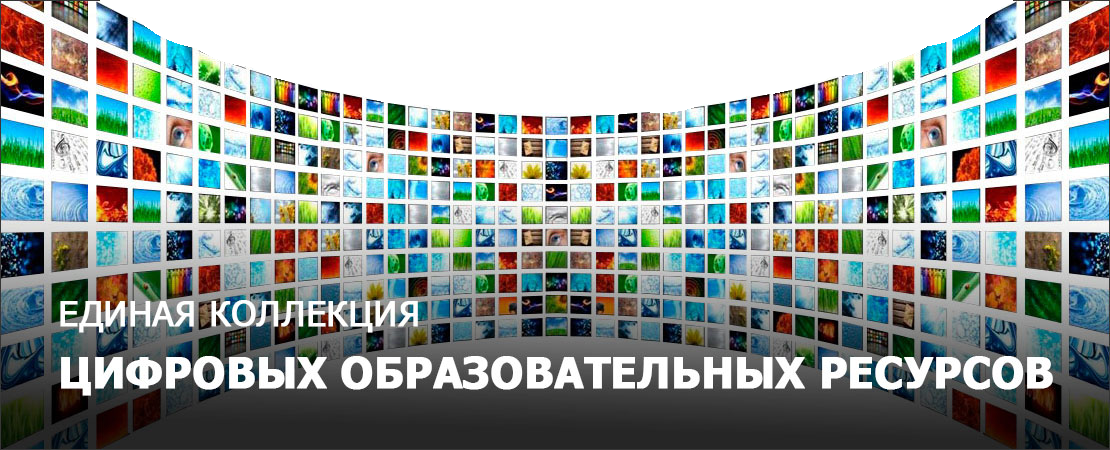 ЕДИНАЯ КОЛЛЕКЦИЯ
ЦИФРОВЫХ ОБРАЗОВАТЕЛЬНЫХ РЕСУРСОВ